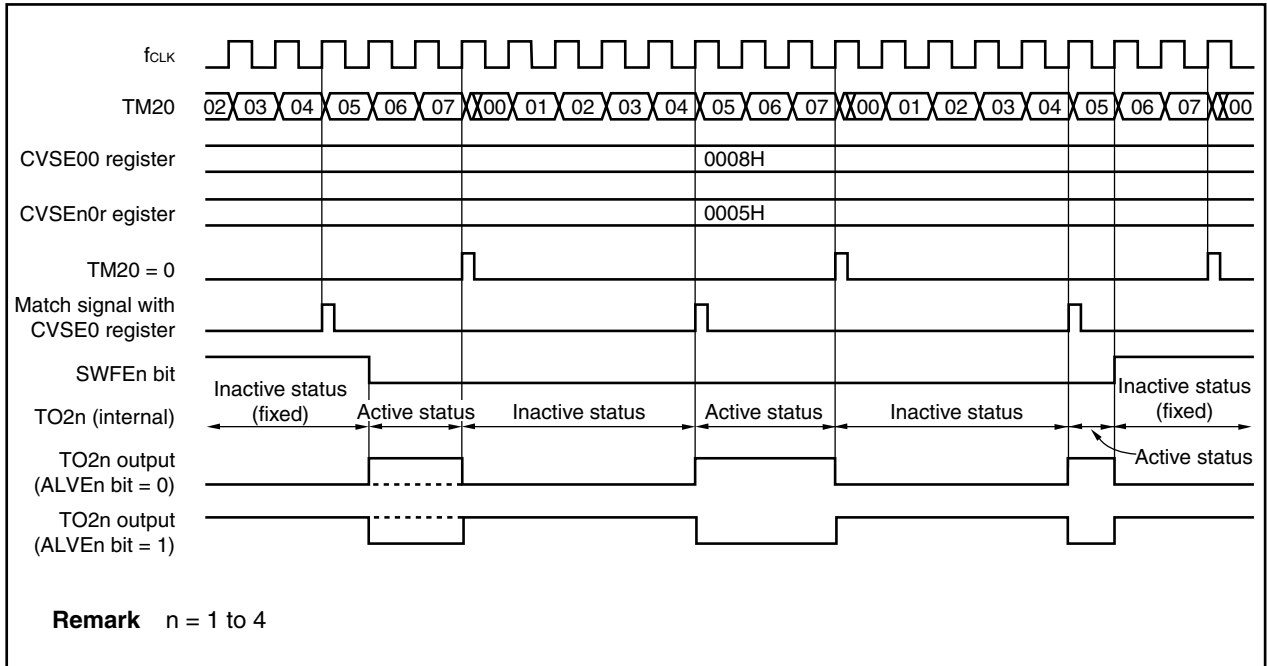 fCLK
TM20 02 03 04 05 06 07 00 01 02 03 04 05 06 07 00 01 02 03 04 05 06 07 00
CVSE00 register 0008H
CVSEn0r egister 0005H
TM20 = 0
Match signal with
CVSE0 register
SWFEn bit
TO2n (internal)
Inactive status
(fixed)
Active status
Inactive status
Active status
Inactive status
Inactive status
(fixed)
Active status
TO2n output
(ALVEn bit = 0)
TO2n output
(ALVEn bit = 1)
Remark n = 1 to 4